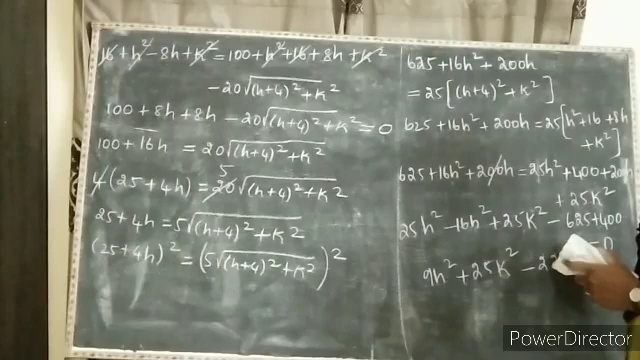 16+h²-8h+k²=100+h²+16+8h+k²
-20√(h+4)²+k²
100+8h+8h -20√(h+4)²+k²=0
100+16h =20√(h+4)²+k²
4(25+4h)=20√(h+4)²+k²
5
25+4h=5√(h+4)²+k²
(25+4h)²=(5√(h+4)²+k²)²
625+16h²+200h
=25[(h+4)²+k²]
625+16h²+200h=25[h²+16+8h
+k²]
625+16h²+200h=25h²+400+200h
+25k²
25h²-16h²+25k²-625+400
=0
9h²+25k²-2
PowerDirector